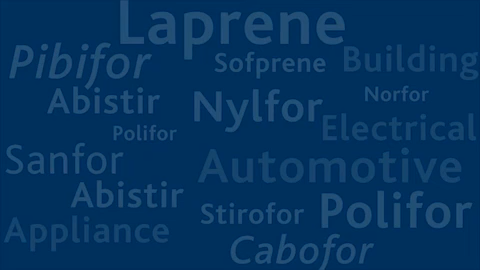 Laprene
Pibifor
Sofprene
Building
Abistir
Nylfor
Norfor
Polifor
Electrical
Sanfor
Automotive
Abistir
Stirofor
Polifor
Appliance
Cabofor